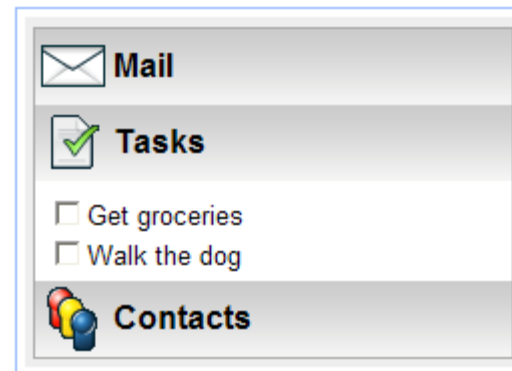 Mail
Tasks
Get groceries
Walk the dog
Contacts